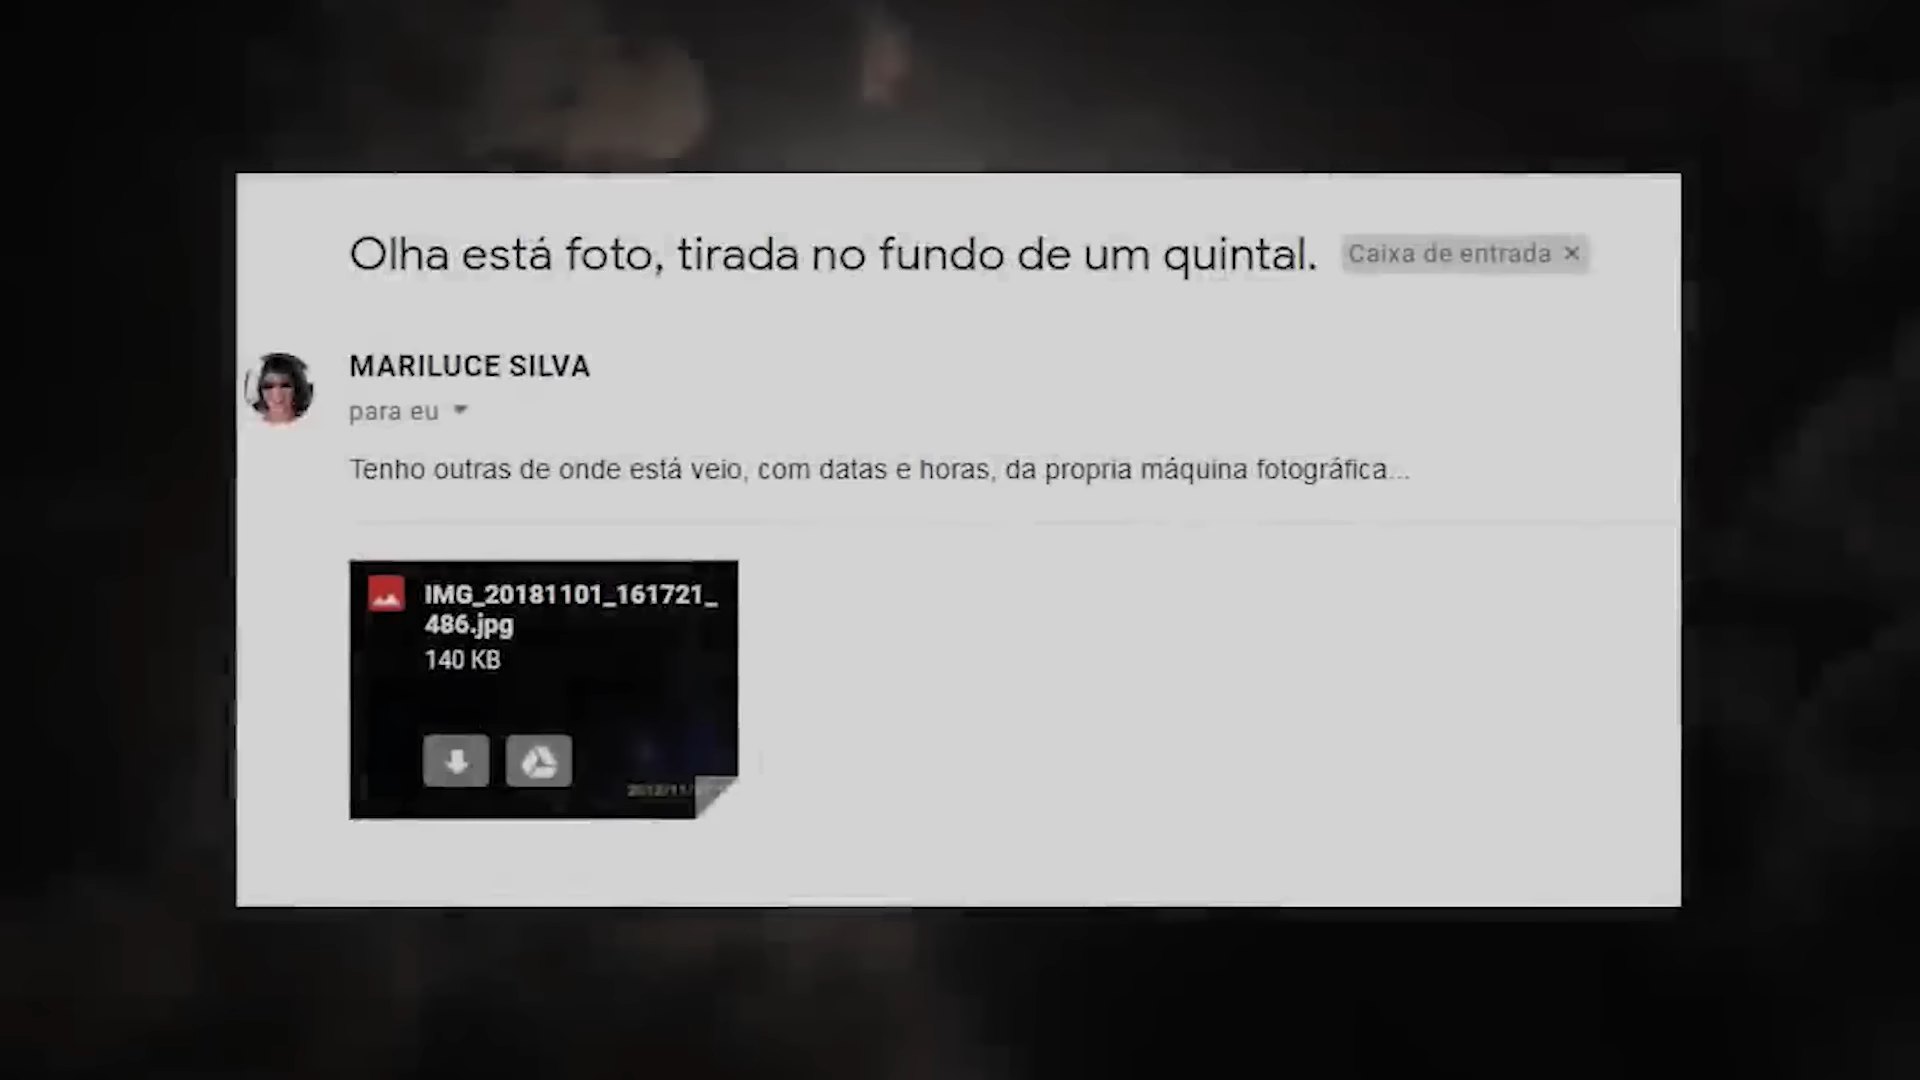 Olha está foto, tirada no fundo de um quintal. Caixa de entrada ×
MARILUCE SILVA
para eu
Tenho outras de onde está veio, com datas e horas, da propria máquina fotográfica...
IMG_20181101_161721_
486.jpg
140 KB